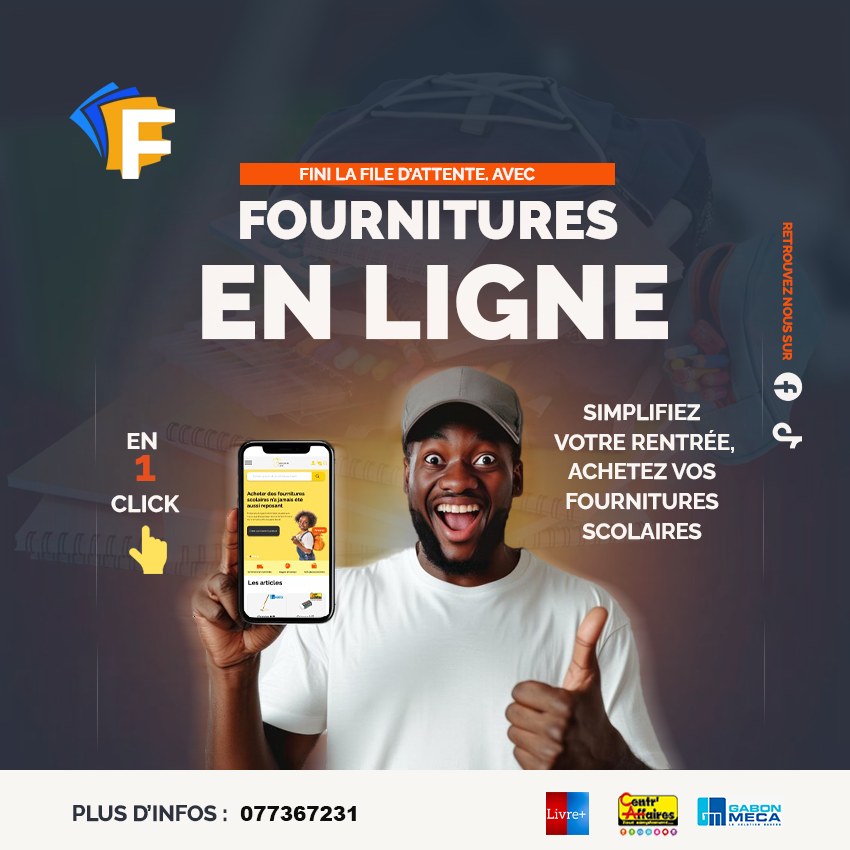 F
FINI LA FILE D'ATTENTE. AVEC
FOURNITURES
EN LIGNE
RETROUVEZ NOUS SUR
EN
1
CLICK
SIMPLIFIEZ
VOTRE RENTRÉE,
ACHETEZ VOS
FOURNITURES
SCOLAIRES
Acheter des fournitures
scolaires n'a jamais été
aussi reposant
Les articles
PLUS D'INFOS : 077367231
Livre+
Centr'
Affaires
GABON
MECA